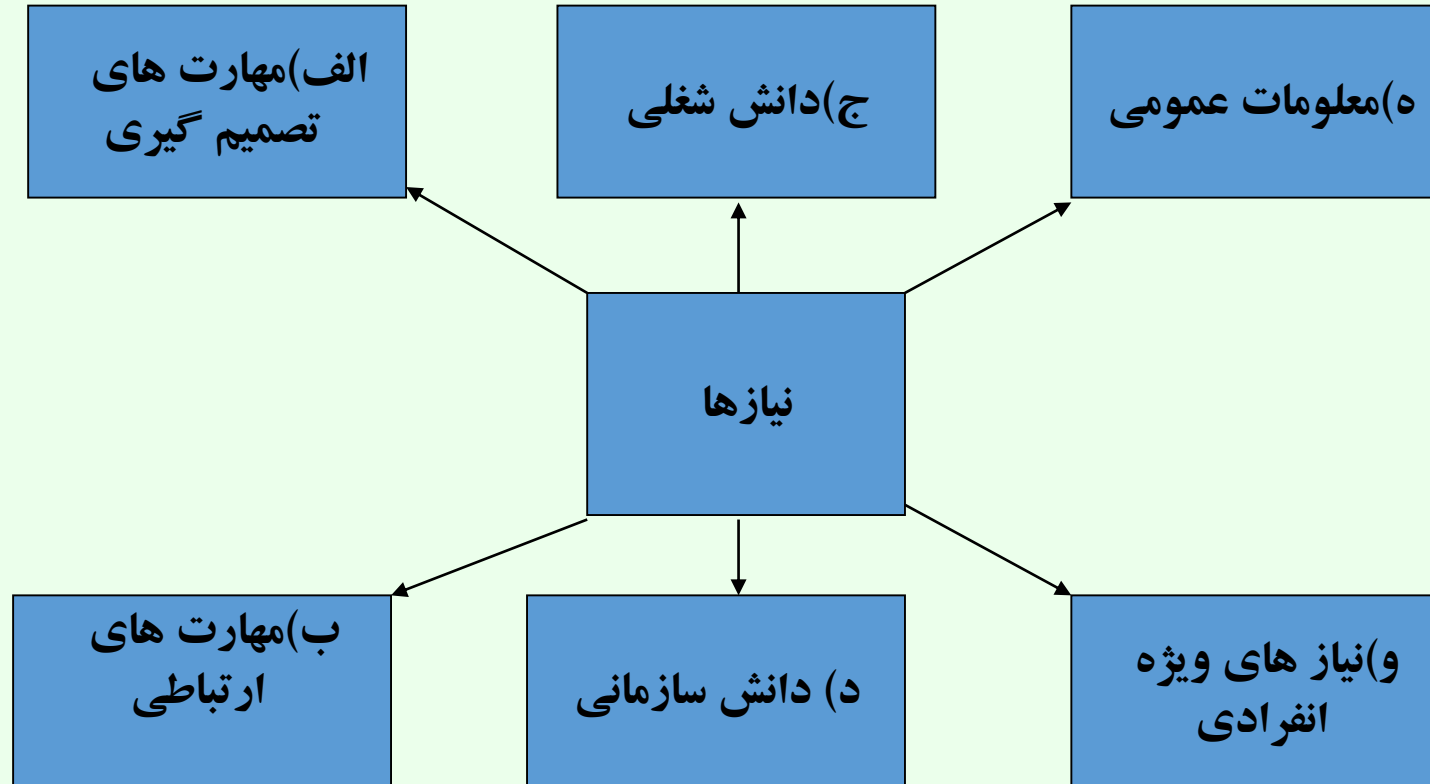 الف)مهارت های
تصمیم گیری
ج)دانش شغلی
ه)معلومات عمومی
نیازها
ب)مهارت های
ارتباطی
د) دانش سازمانی
و)نیاز های ویژه
انفرادی